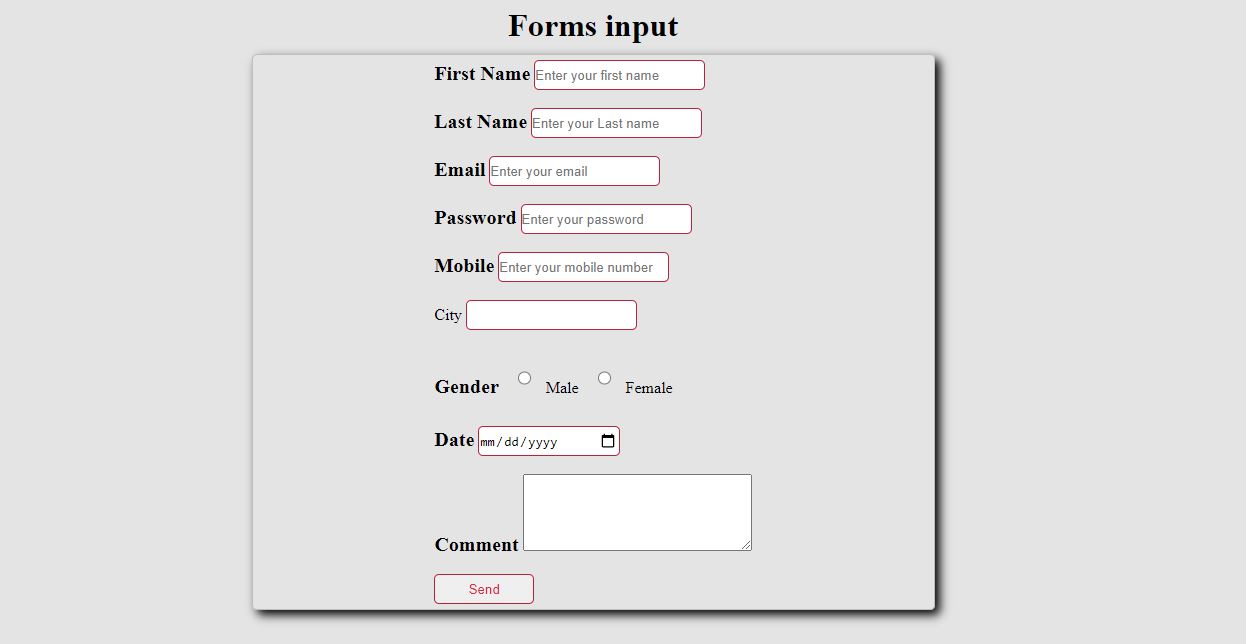 Forms input
First Name Enter your first name
Last Name Enter your Last name
Email Enter your email
Password Enter your password
Mobile Enter your mobile number
City
Gender Male Female
Date mm/dd/yyyy
Comment
Send